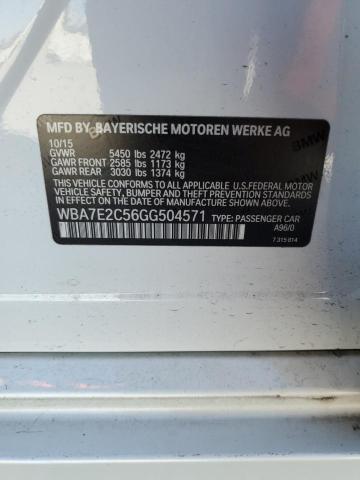 MFD BY BAYERISCHE MOTOREN WERKE AG
10/15
GVWR 5450 lbs 2472 kg
GAWR FRONT 2585 lbs 1173 kg
GAWR REAR 3030 lbs 1374 kg
THIS VEHICLE CONFORMS TO ALL APPLICABLE U.S.FEDERAL MOTOR
VEHICLE SAFETY, BUMPER, AND THEFT PREVENTION STANDARDS
IN EFFECT ON THE DATE OF MANUFACTURE SHOWN ABOVE.
WBA7E2C56GG504571 TYPE: PASSENGER CAR
A96/0
7 315 814
BMW
BMW